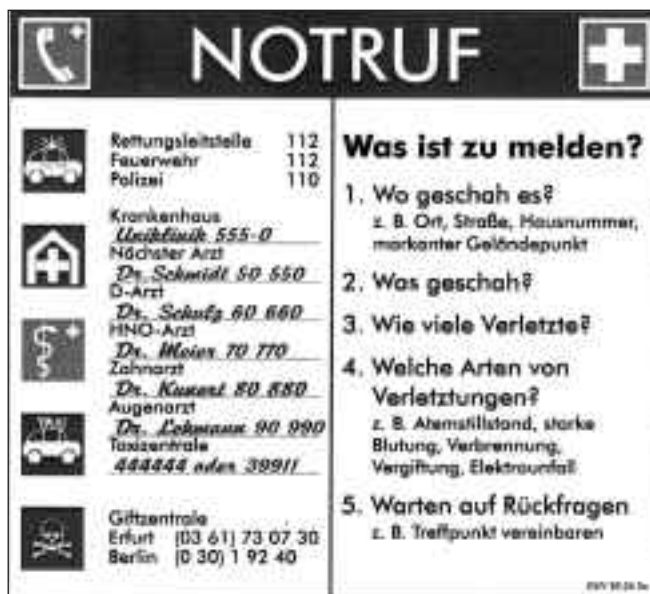 NOTRUF
Rettungsleitstelle 112
Feuerwehr 112
Polizei 110
Krankenhaus
Uniklinik 555-0
Nächster Arzt
Dr. Schmidt 50 550
D-Arzt
Dr. Schulz 60 660
HNO-Arzt
Dr. Meier 70 770
Zahnarzt
Dr. Kunert 80 880
Augenarzt
Dr. Lehmann 90 990
TAXI
Taxizentrale
444444 oder 39911
Giftzentrale
Erfurt (03 61) 73 07 30
Berlin (0 30) 1 92 40
Was ist zu melden?
1. Wo geschah es?
z. B. Ort, Straße, Hausnummer,
markanter Geländepunkt
2. Was geschah?
3. Wie viele Verletzte?
4. Welche Arten von
Verletztungen?
z. B. Atemstillstand, starke
Blutung, Verbrennung,
Vergiftung, Elektrounfall
5. Warten auf Rückfragen
z. B. Treffpunkt vereinbaren